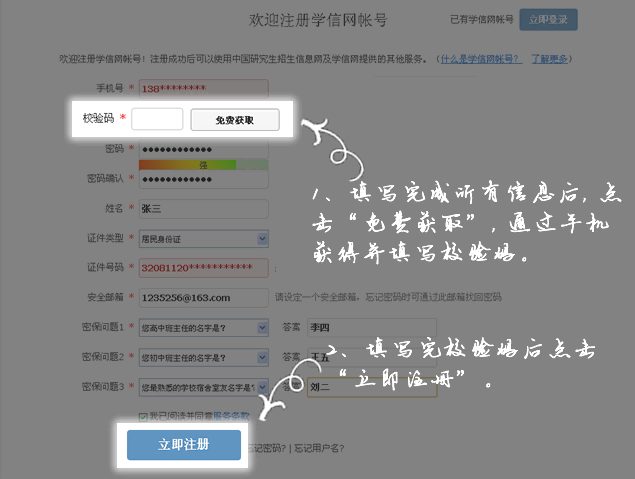 欢迎注册学信网帐号
已有学信网帐号 立即登录
欢迎注册学信网帐号！注册成功后可以使用中国研究生招生信息网及学信网提供的其他服务。（什么是学信网帐号？ 了解更多）
手机号 * 138********
校验码 * 免费获取
密码 * ●●●●●●●●●●●●
强
密码确认 * ●●●●●●●●●●●●
姓名 * 张三
证件类型 * 居民身份证
证件号码 * 32081120************ ;
安全邮箱 * 1235256@163.com 请设定一个安全邮箱，忘记密码时可通过此邮箱找回密码
密保问题1 * 您高中班主任的名字是? 答案 李四
密保问题2 * 您初中班主任的名字是? 答案 王五
密保问题3 * 您最熟悉的学校宿舍室友名字是? 答案 刘二
我已阅读并同意服务条款
立即注册 忘记密码? | 忘记用户名?
1、填写完成所有信息后，点
击“免费获取”，通过手机
获得并填写校验码。
2、填写完校验码后点击
“立即注册”。